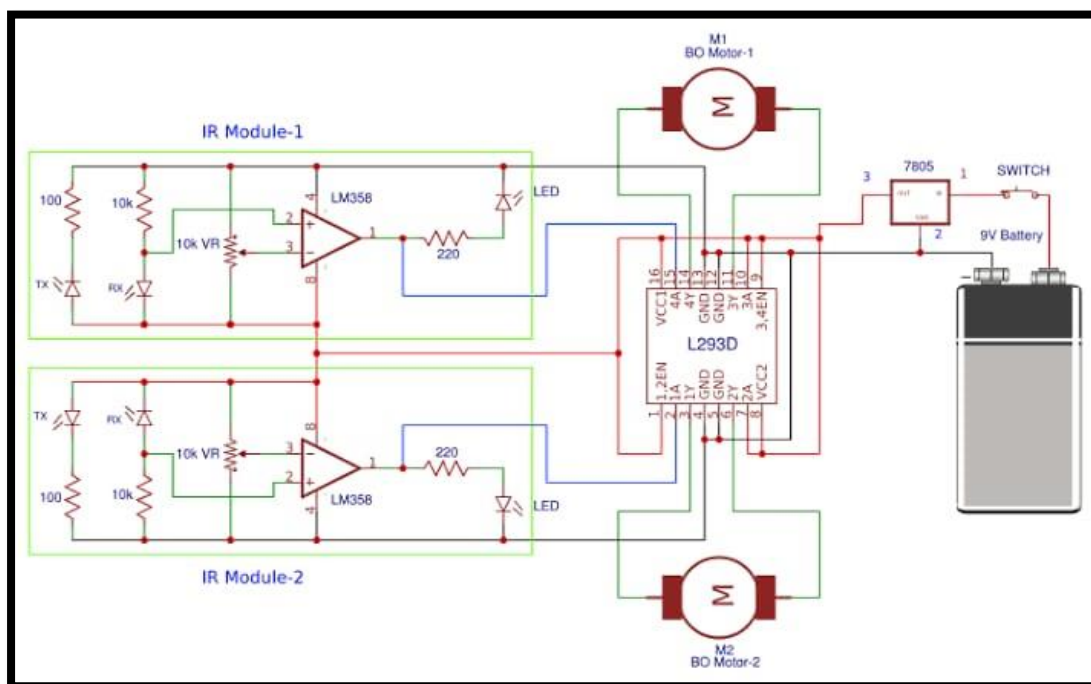 M1
BO Motor-1
IR Module-1
7805
3
OUT
GND
1
SWITCH
2
9V Battery
100
10k
10k VR
TX
RX
4
LM358
2
+
3
−
1
8
220
LED
M
16
15
14
13
12
11
10
9
VCC1
4A
4Y
GND
GND
3Y
3A
3,4EN
L293D
1,2EN
1A
1Y
GND
GND
2Y
2A
VCC2
1
2
3
4
5
6
7
8
−
+
TX
RX
100
10k
10k VR
8
3
−
2
+
1
4
LM358
220
LED
IR Module-2
M
M2
BO Motar-2